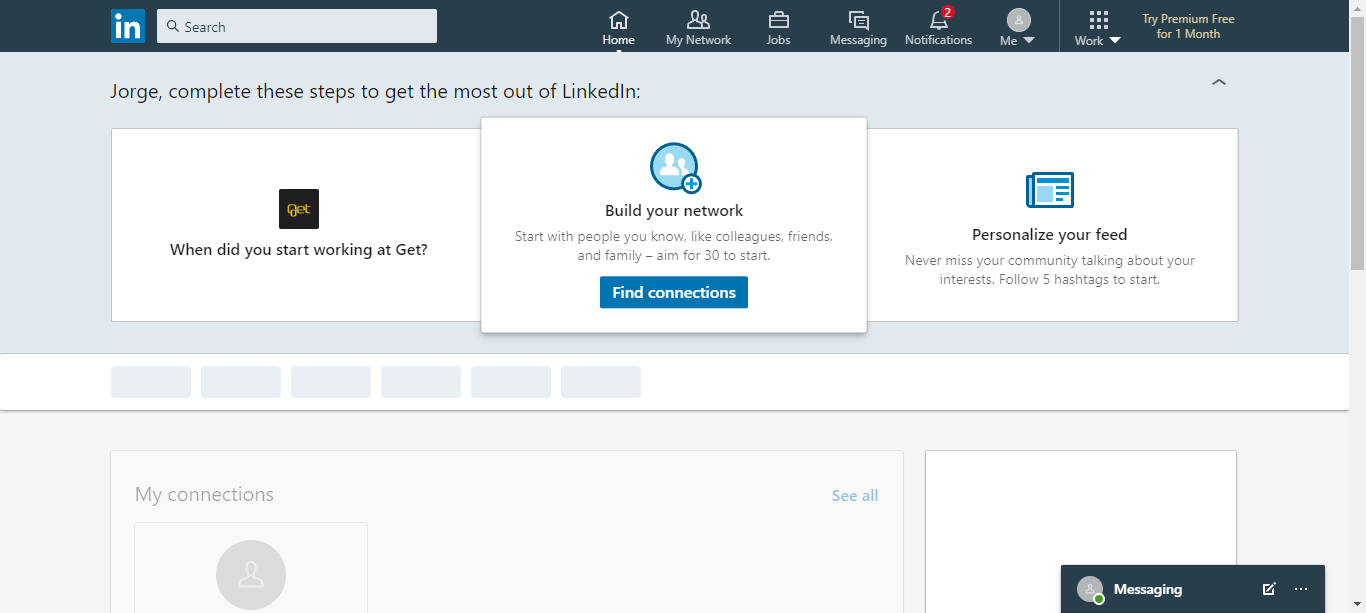 in
Search
Home
My Network
Jobs
Messaging
2
Notifications
Me
Work
Try Premium Free
for 1 Month
Jorge, complete these steps to get the most out of LinkedIn:
get
When did you start working at Get?
Build your network
Start with people you know, like colleagues, friends,
and family – aim for 30 to start.
Find connections
Personalize your feed
Never miss your community talking about your
interests. Follow 5 hashtags to start.
My connections
See all
Messaging